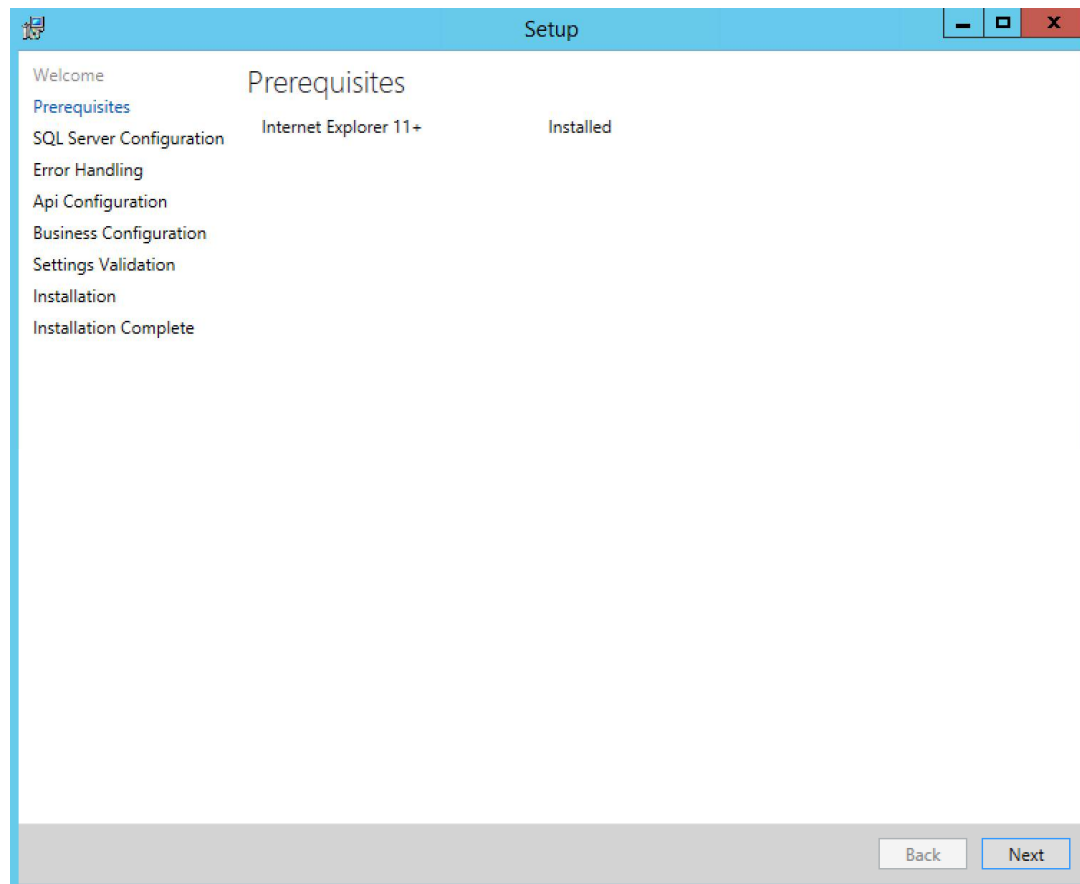 Setup
Welcome
Prerequisites
SQL Server Configuration
Error Handling
Api Configuration
Business Configuration
Settings Validation
Installation
Installation Complete
Prerequisites
Internet Explorer 11+ Installed
Back Next